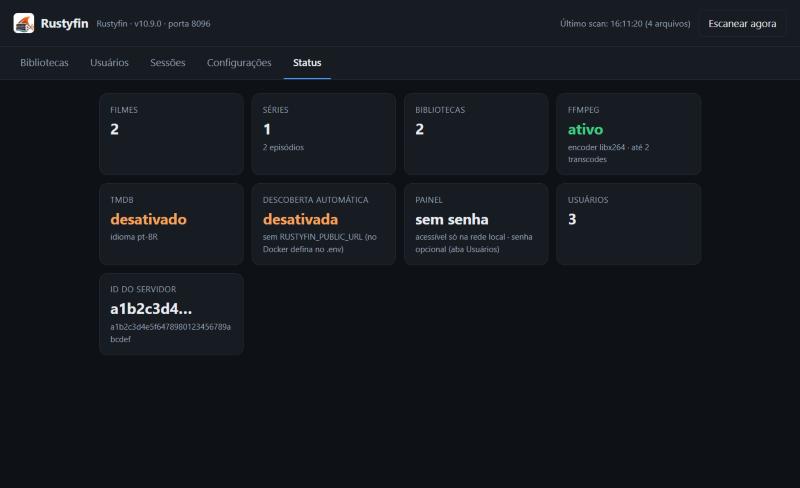 Rustyfin Rustyfin · v10.9.0 · porta 8096 Último scan: 16:11:20 (4 arquivos) Escanear agora
Bibliotecas Usuários Sessões Configurações Status
FILMES
2
SÉRIES
1
2 episódios
BIBLIOTECAS
2
FFMPEG
ativo
encoder libx264 · até 2
transcodes
TMDB
desativado
idioma pt-BR
DESCOBERTA AUTOMÁTICA
desativada
sem RUSTYFIN_PUBLIC_URL (no
Docker defina no .env)
PAINEL
sem senha
acessível só na rede local · senha
opcional (aba Usuários)
USUÁRIOS
3
ID DO SERVIDOR
a1b2c3d4...
a1b2c3d4e5f6478980123456789a
bcdef